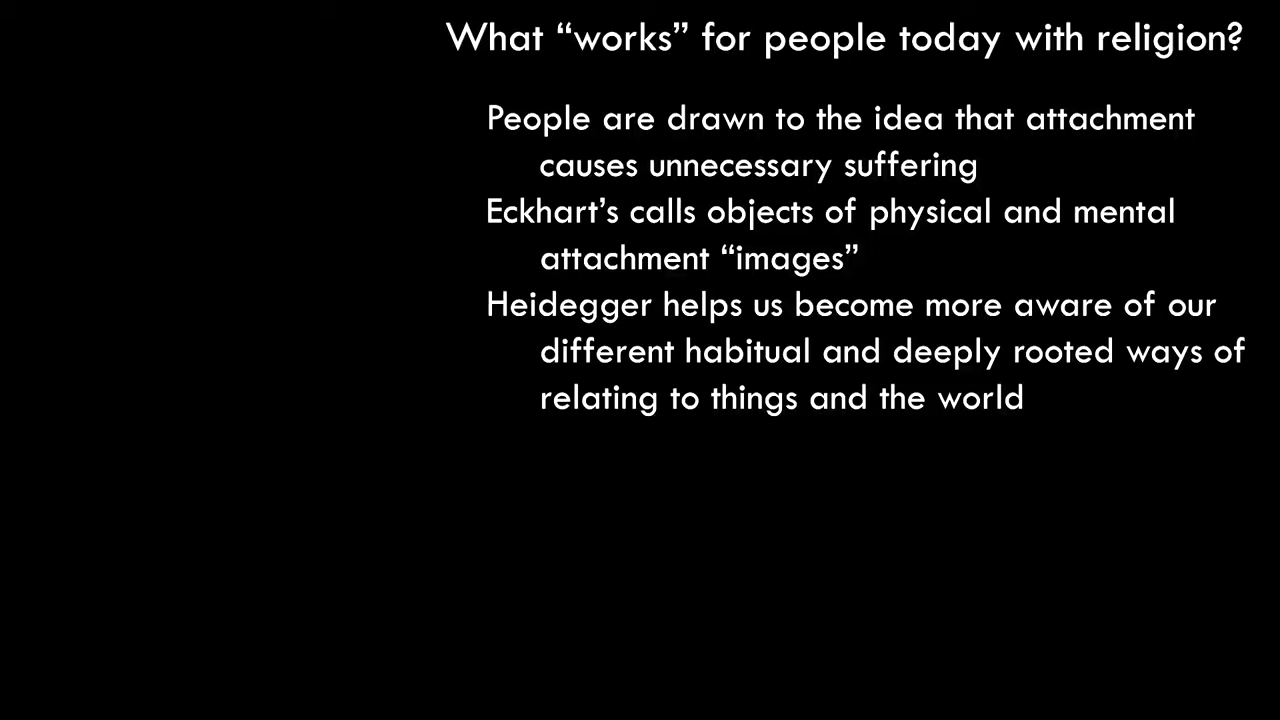 What “works” for people today with religion?
People are drawn to the idea that attachment
causes unnecessary suffering
Eckhart’s calls objects of physical and mental
attachment “images”
Heidegger helps us become more aware of our
different habitual and deeply rooted ways of
relating to things and the world